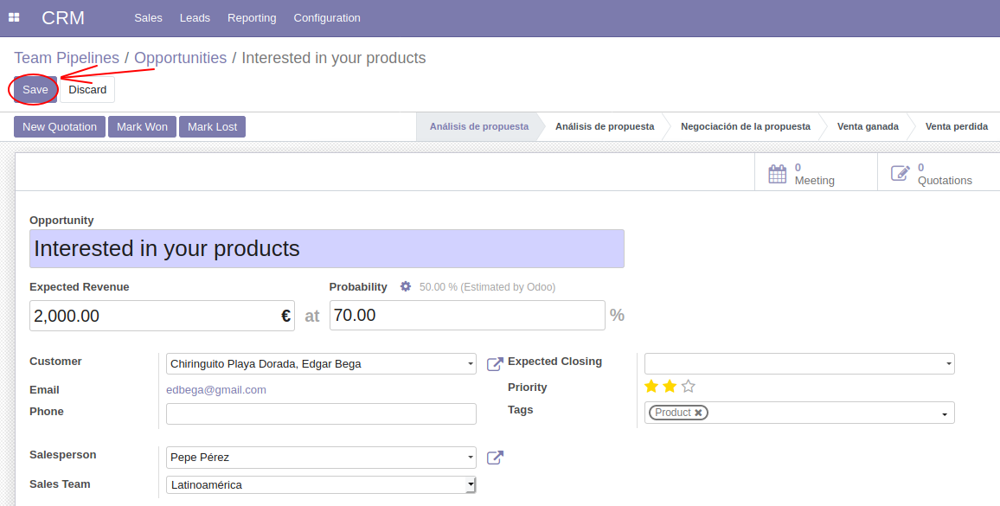 CRM Sales Leads Reporting Configuration
Team Pipelines / Opportunities / Interested in your products
Save Discard
New Quotation Mark Won Mark Lost Análisis de propuesta Análisis de propuesta Negociación de la propuesta Venta ganada Venta perdida
0 Meeting
0 Quotations
Opportunity
Interested in your products
Expected Revenue Probability 50.00 % (Estimated by Odoo)
2,000.00 € at 70.00 %
Customer Chiringuito Playa Dorada, Edgar Bega Expected Closing
Email edbega@gmail.com Priority
Phone Tags Product ✖
Salesperson Pepe Pérez
Sales Team Latinoamérica